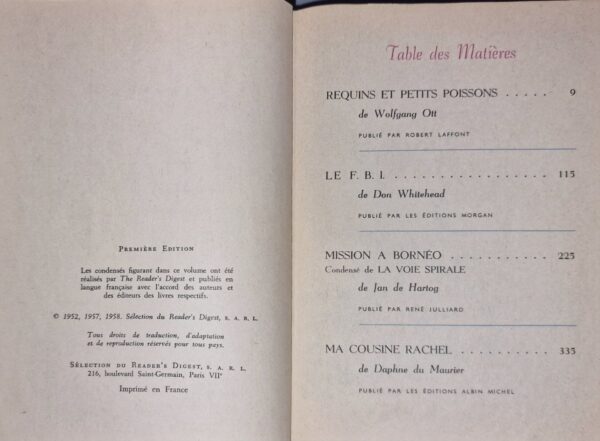 PREMIÈRE EDITION
Les condensés figurant dans ce volume ont été
réalisés par The Reader's Digest et publiés en
langue française avec l'accord des auteurs et
des éditeurs des livres respectifs.
© 1952, 1957, 1958. Sélection du Reader's Digest, S. A. R. L.
Tous droits de traduction, d'adaptation
et de reproduction réservés pour tous pays.
SÉLECTION DU READER'S DIGEST, S. A. R. L.
216, boulevard Saint-Germain, Paris VIIe
Imprimé en France
Table des Matières
REQUINS ET PETITS POISSONS . . . . . 9
de Wolfgang Ott
PUBLIÉ PAR ROBERT LAFFONT
LE F. B. I. . . . . . . . . . . . . . . . . . 115
de Don Whitehead
PUBLIÉ PAR LES ÉDITIONS MORGAN
MISSION A BORNÉO . . . . . . . . . . . 225
Condensé de LA VOIE SPIRALE
de Jan de Hartog
PUBLIÉ PAR RENÉ JULLIARD
MA COUSINE RACHEL . . . . . . . . . . 335
de Daphne du Maurier
PUBLIÉ PAR LES ÉDITIONS ALBIN MICHEL